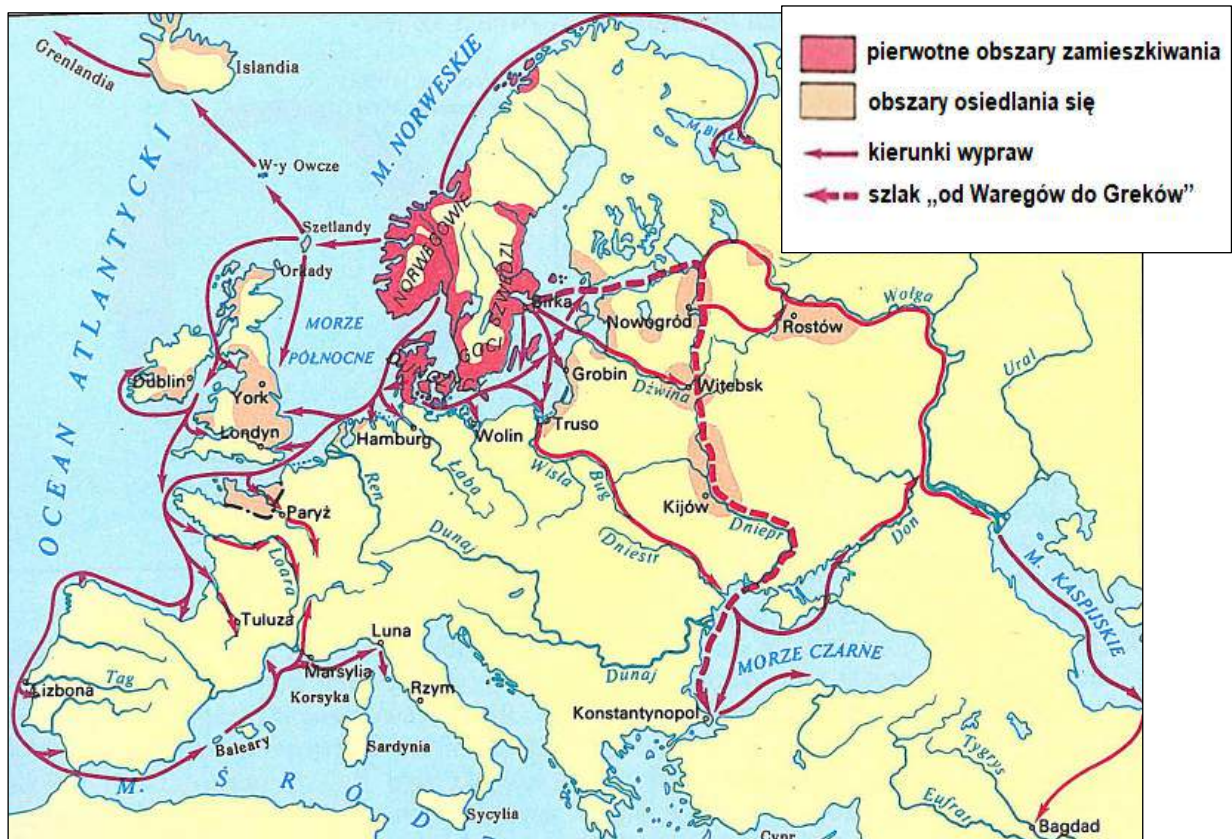 pierwotne obszary zamieszkiwania
obszary osiedlania się
kierunki wypraw
szlak „od Waregów do Greków”
Grenlandia
Islandia
OCEAN ATLANTYCKI
M. NORWESKIE
W-y Owcze
Szetlandy
Orkady
MORZE
PÓŁNOCNE
NORWEGOWIE
SZWEDZI
GOCI
Birka
Nowogród
Rostów
Wołga
Ural
Dublin
York
Londyn
Grobin
Dźwina
Witebsk
Hamburg
Wolin
Truso
Ren
Łaba
Wisła
Bug
Kijów
Dniepr
Don
Paryż
Loara
Dunaj
Dniestr
M. KASPIJSKIE
Tuluza
Luna
Marsylia
Korsyka
Rzym
Dunaj
MORZE CZARNE
Lizbona
Tag
Baleary
Sardynia
Konstantynopol
Tygrys
Eufrat
M. ŚRÓD
Sycylia
Cypr
Bagdad